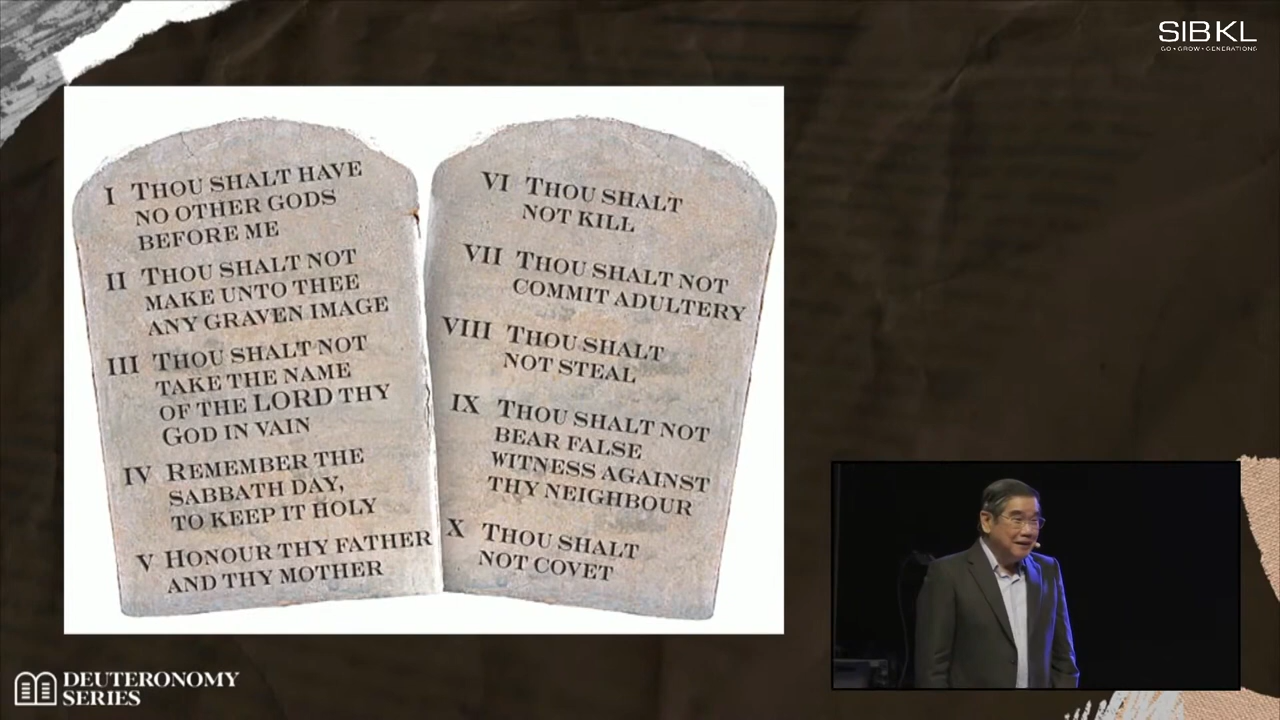 SIBKL
GO • GROW • GENERATIONS
I THOU SHALT HAVE
NO OTHER GODS
BEFORE ME
II THOU SHALT NOT
MAKE UNTO THEE
ANY GRAVEN IMAGE
III THOU SHALT NOT
TAKE THE NAME
OF THE LORD THY
GOD IN VAIN
IV REMEMBER THE
SABBATH DAY,
TO KEEP IT HOLY
V HONOUR THY FATHER
AND THY MOTHER
VI THOU SHALT
NOT KILL
VII THOU SHALT NOT
COMMIT ADULTERY
VIII THOU SHALT
NOT STEAL
IX THOU SHALT NOT
BEAR FALSE
WITNESS AGAINST
THY NEIGHBOUR
X THOU SHALT
NOT COVET
DEUTERONOMY
SERIES